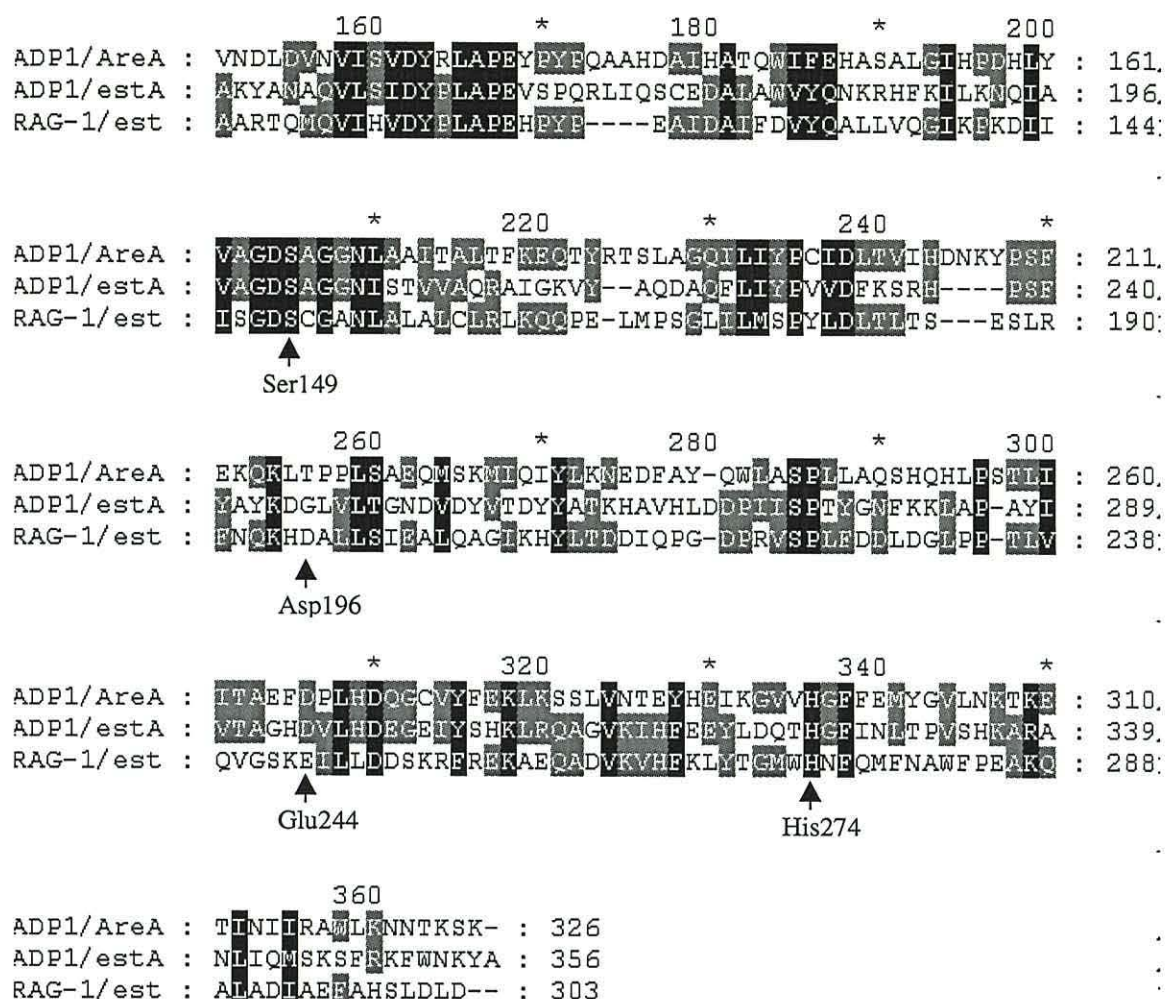 160 * 180 * 200
ADP1/AreA : VNDLDVNVISVDYRLAPEYPYPQAAHDAIHATQWIFEHASALGIHPDHLY : 161
ADP1/estA : AKYANAQVLSIDYPLAPEVSPQRLIQSCEDALAWVYQNKRHFKILKNQIA : 196
RAG-1/est : AARTQMQVIHVDYPLAPEHPYP----EAIDAIFDVYQALLVQGIKPKDII : 144
* 220 * 240 *
ADP1/AreA : VAGDSAGGNLAAITALTFKEQTYRTSLAGQILIYPCIDLTVIHDNKYPSF : 211
ADP1/estA : VAGDSAGGNISTVVAQRAIGKVY--AQDAQFLIYPVVDFKSRH----PSF : 240
RAG-1/est : ISGDSCGANLALALCLRLKQQPE-LMPSGLILMSPYLDLTLTS---ESLR : 190
Ser149
260 * 280 * 300
ADP1/AreA : EKQKLTPPLSAEQMSKMIQIYLKNEDFAY-QWLASPLLAQSHQHLPSTLI : 260
ADP1/estA : YAYKDGLVLTGNDVDYVTDYYATKHAVHLDDPIISPTYGNFKKLAP-AYI : 289
RAG-1/est : ENQKHDALLSIEALQAGIKHYLTDDIQPG-DPRVSPLFDDLDGLPP-TLV : 238
Asp196
* 320 * 340 *
ADP1/AreA : ITAEFDPLHDQGCVYFEKLKSSLVNTEYHEIKGVVHGFFEMYGVLNKTKE : 310
ADP1/estA : VTAGHDVLHDEGEIYSHKLRQAGVKIHFEEYLDQTHGFINLTPVSHKARA : 339
RAG-1/est : QVGSKEILLDDSKRFREKAEQADVKVHFKLYTGMWHNFQMFNAWFPEAKQ : 288
Glu244 His274
360
ADP1/AreA : TINIIRAWLKNNTKSK- : 326
ADP1/estA : NLIQMSKSFRKFWNKYA : 356
RAG-1/est : ALADIAEFAHSLDLD-- : 303